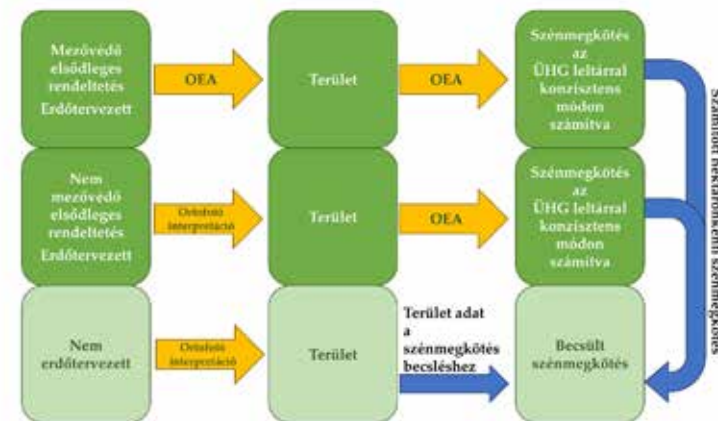 Mezővédő
elsődleges
rendeltetés
Erdőtervezett
OEA
Terület
OEA
Szénmegkötés
az
ÜHG leltárral
konzisztens
módon
számítva
Nem
mezővédő
elsődleges
rendeltetés
Erdőtervezett
Ortofotó
interpretáció
Terület
OEA
Szénmegkötés
az
ÜHG leltárral
konzisztens
módon
számítva
Nem
erdőtervezett
Ortofotó
interpretáció
Terület
Terület adat
a
szénmegkötés
becsléshez
Becsült
szénmegkötés
Számított hektáronkénti szénmegkötés